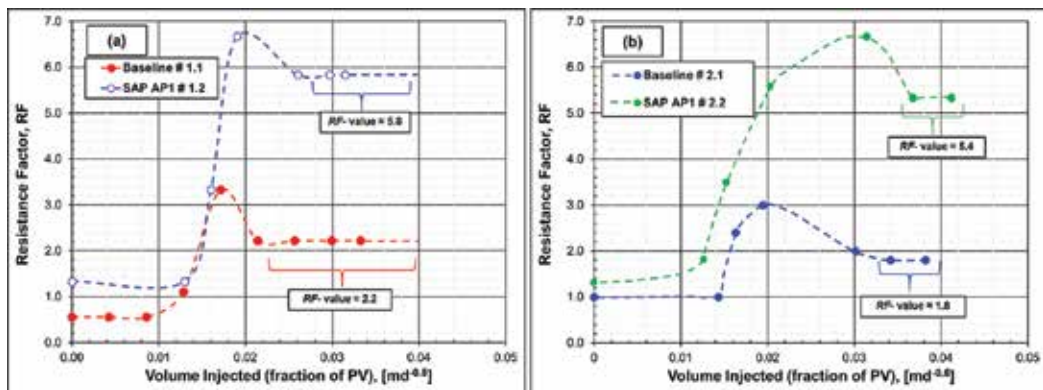 (a)
Baseline # 1.1
SAP AP1 # 1.2
RF- value = 5.8
RF- value = 2.2
Resistance Factor, RF
7.0
6.0
5.0
4.0
3.0
2.0
1.0
0.0
0.00
0.01
0.02
0.03
0.04
0.05
Volume Injected (fraction of PV), [md⁻⁰·⁸]
(b)
Baseline # 2.1
SAP AP1 # 2.2
RF- value = 5.4
RF- value = 1.8
Resistance Factor, RF
7.0
6.0
5.0
4.0
3.0
2.0
1.0
0.0
0.00
0.01
0.02
0.03
0.04
0.05
Volume Injected (fraction of PV), [md⁻⁰·⁸]